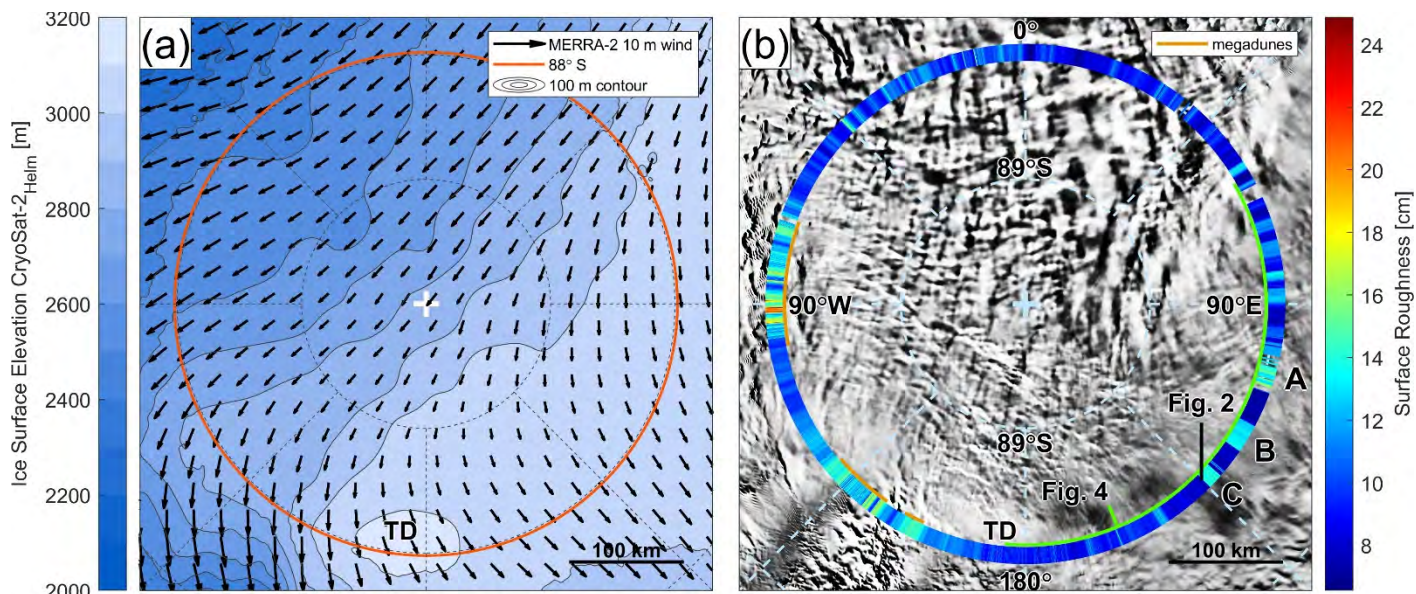 (a)
MERRA-2 10 m wind
88° S
100 m contour
TD
100 km
3200
3000
2800
2600
2400
2200
2000
Ice Surface Elevation CryoSat-2Helm [m]
(b)
megadunes
0°
89°S
90°W
90°E
A
Fig. 2
B
89°S
C
Fig. 4
TD
180°
100 km
24
22
20
18
16
14
12
10
8
Surface Roughness [cm]